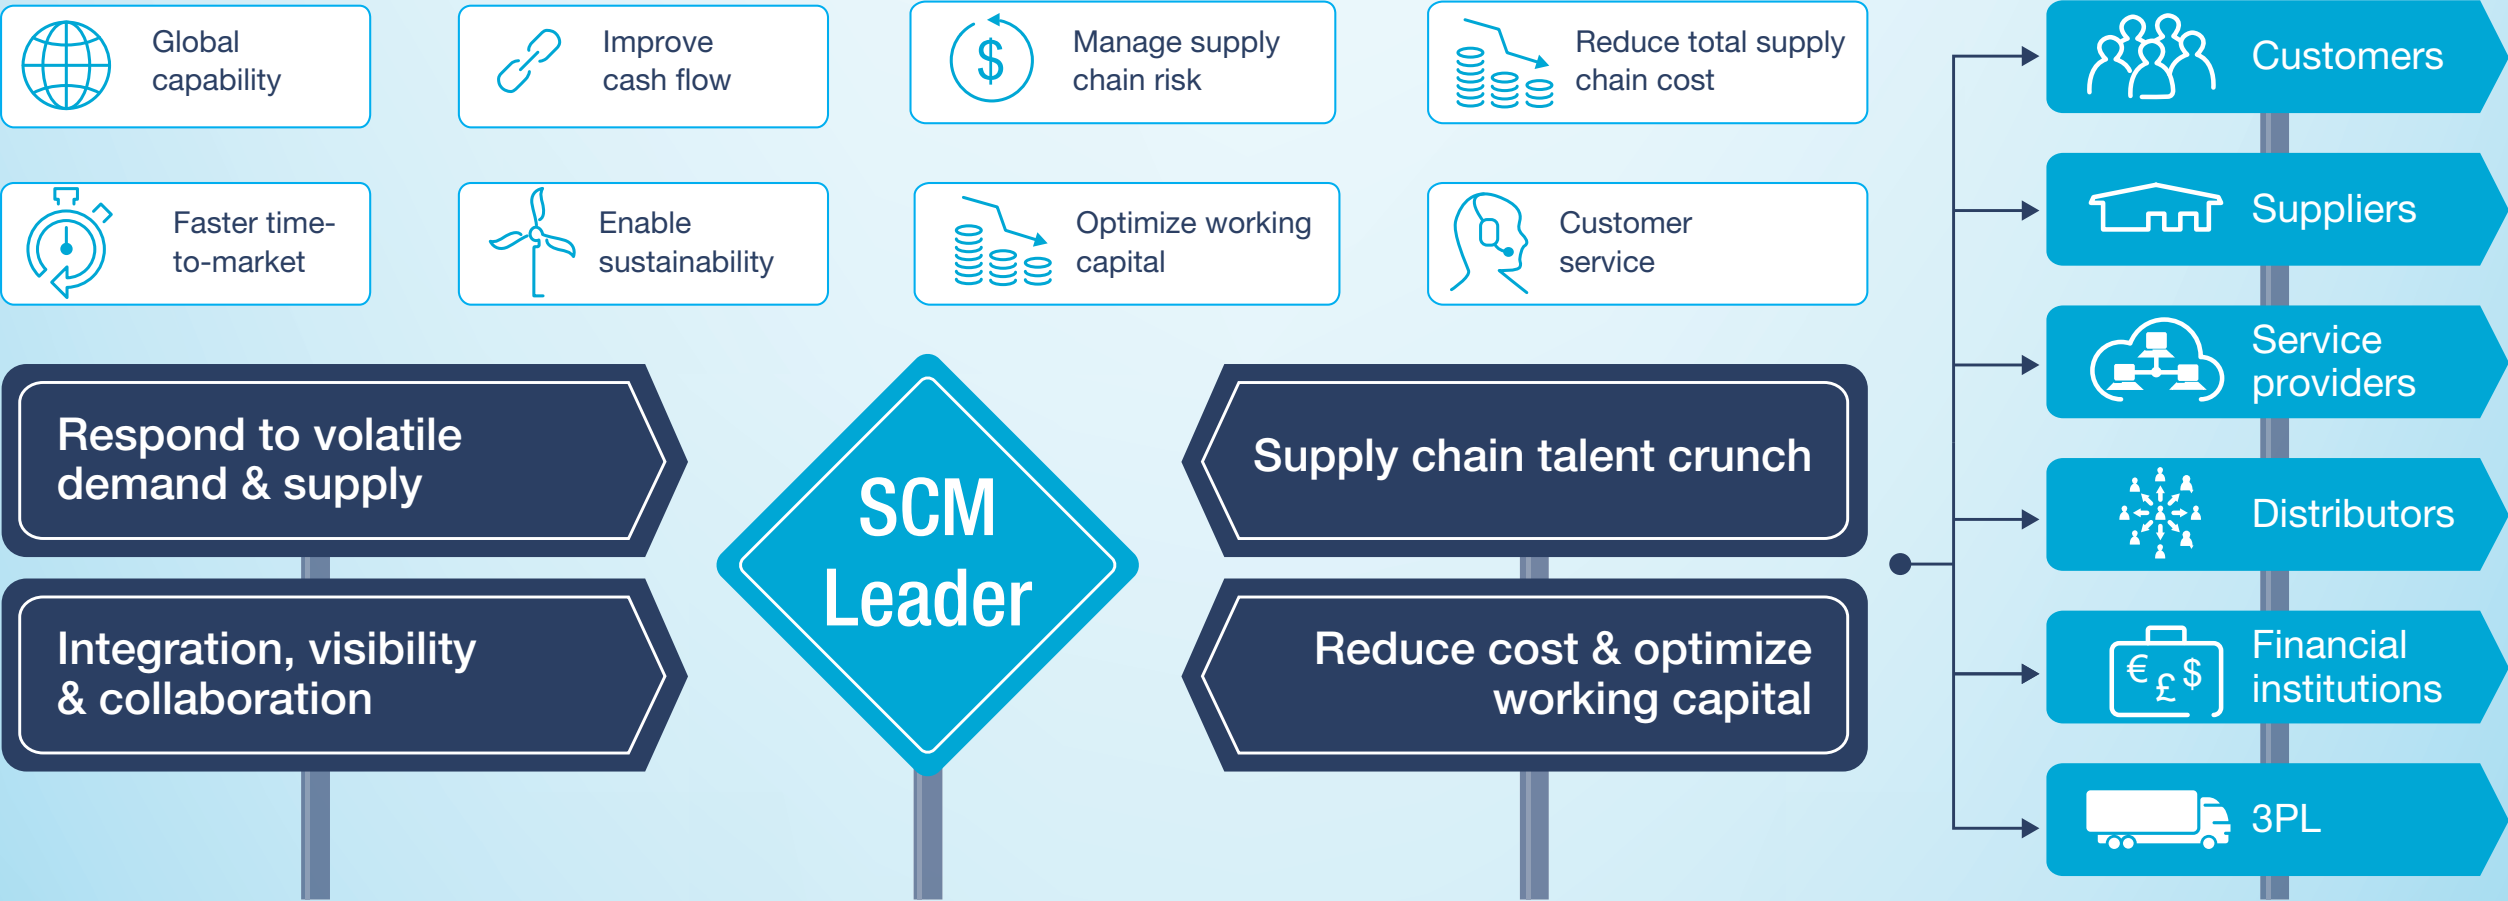 Global
capability
Improve
cash flow
$
Manage supply
chain risk
Reduce total supply
chain cost
Faster time-
to-market
Enable
sustainability
Optimize working
capital
Customer
service
Respond to volatile
demand & supply
Integration, visibility
& collaboration
SCM
Leader
Supply chain talent crunch
Reduce cost & optimize
working capital
Customers
Suppliers
Service
providers
Distributors
€ £ $
Financial
institutions
3PL